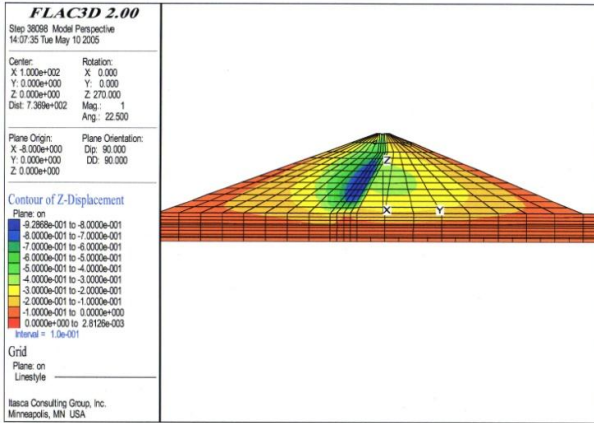 FLAC3D 2.00
Step 38098 Model Perspective
14:07:35 Tue May 10 2005
Center: Rotation:
X: 1.000e+002 X: 0.000
Y: 0.000e+000 Y: 0.000
Z: 0.000e+000 Z: 270.000
Dist: 7.369e+002 Mag.: 1
Ang.: 22.500
Plane Origin: Plane Orientation:
X: -8.000e+000 Dip: 90.000
Y: 0.000e+000 DD: 90.000
Z: 0.000e+000
Contour of Z-Displacement
Plane: on
-9.2868e-001 to -8.0000e-001
-8.0000e-001 to -7.0000e-001
-7.0000e-001 to -6.0000e-001
-6.0000e-001 to -5.0000e-001
-5.0000e-001 to -4.0000e-001
-4.0000e-001 to -3.0000e-001
-3.0000e-001 to -2.0000e-001
-2.0000e-001 to -1.0000e-001
-1.0000e-001 to 0.0000e+000
0.0000e+000 to 2.8126e-003
Interval = 1.0e-001
Grid
Plane: on
Linestyle
Itasca Consulting Group, Inc.
Minneapolis, MN USA
Z
X Y